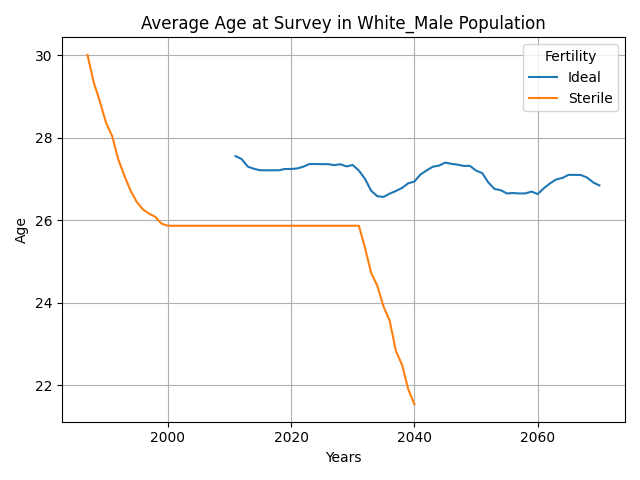 Average Age at Survey in White_Male Population
Fertility
Ideal
Sterile
Age
30
28
26
24
22
2000
2020
2040
2060
Years